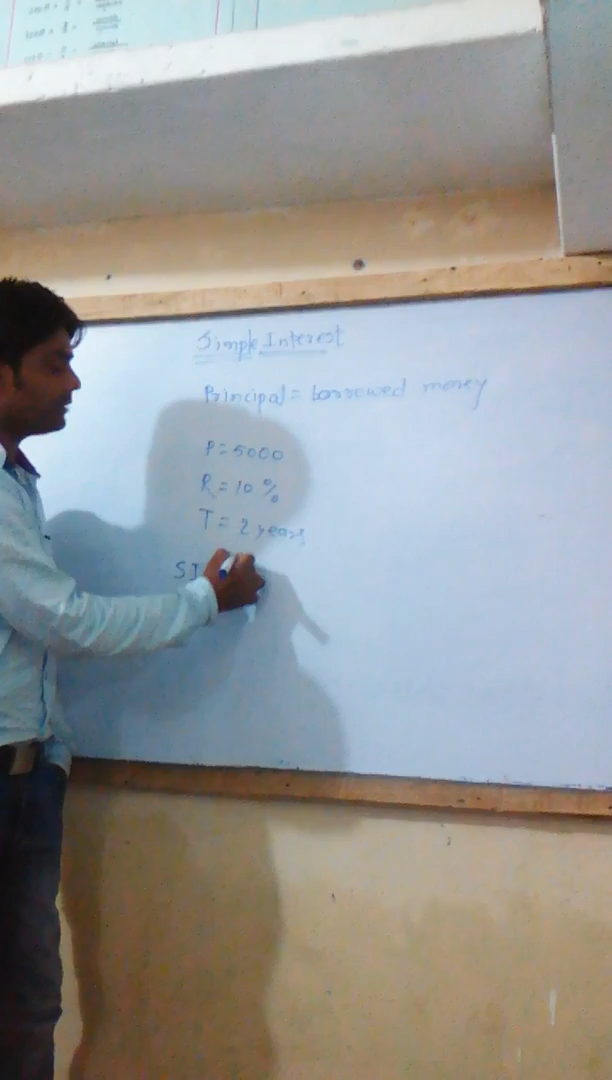 Simple Interest
Principal = borrowed money
P = 5000
R = 10 %
T = 2 years
SI